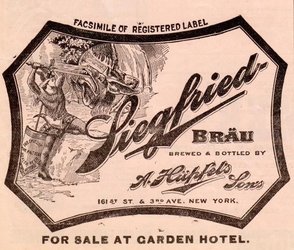 FACSIMILE OF REGISTERED LABEL
Siegfried
BRÄU
BREWED & BOTTLED BY
A. Hüpfel's
Sons
161ST ST. & 3RD AVE. NEW YORK.
FOR SALE AT GARDEN HOTEL.